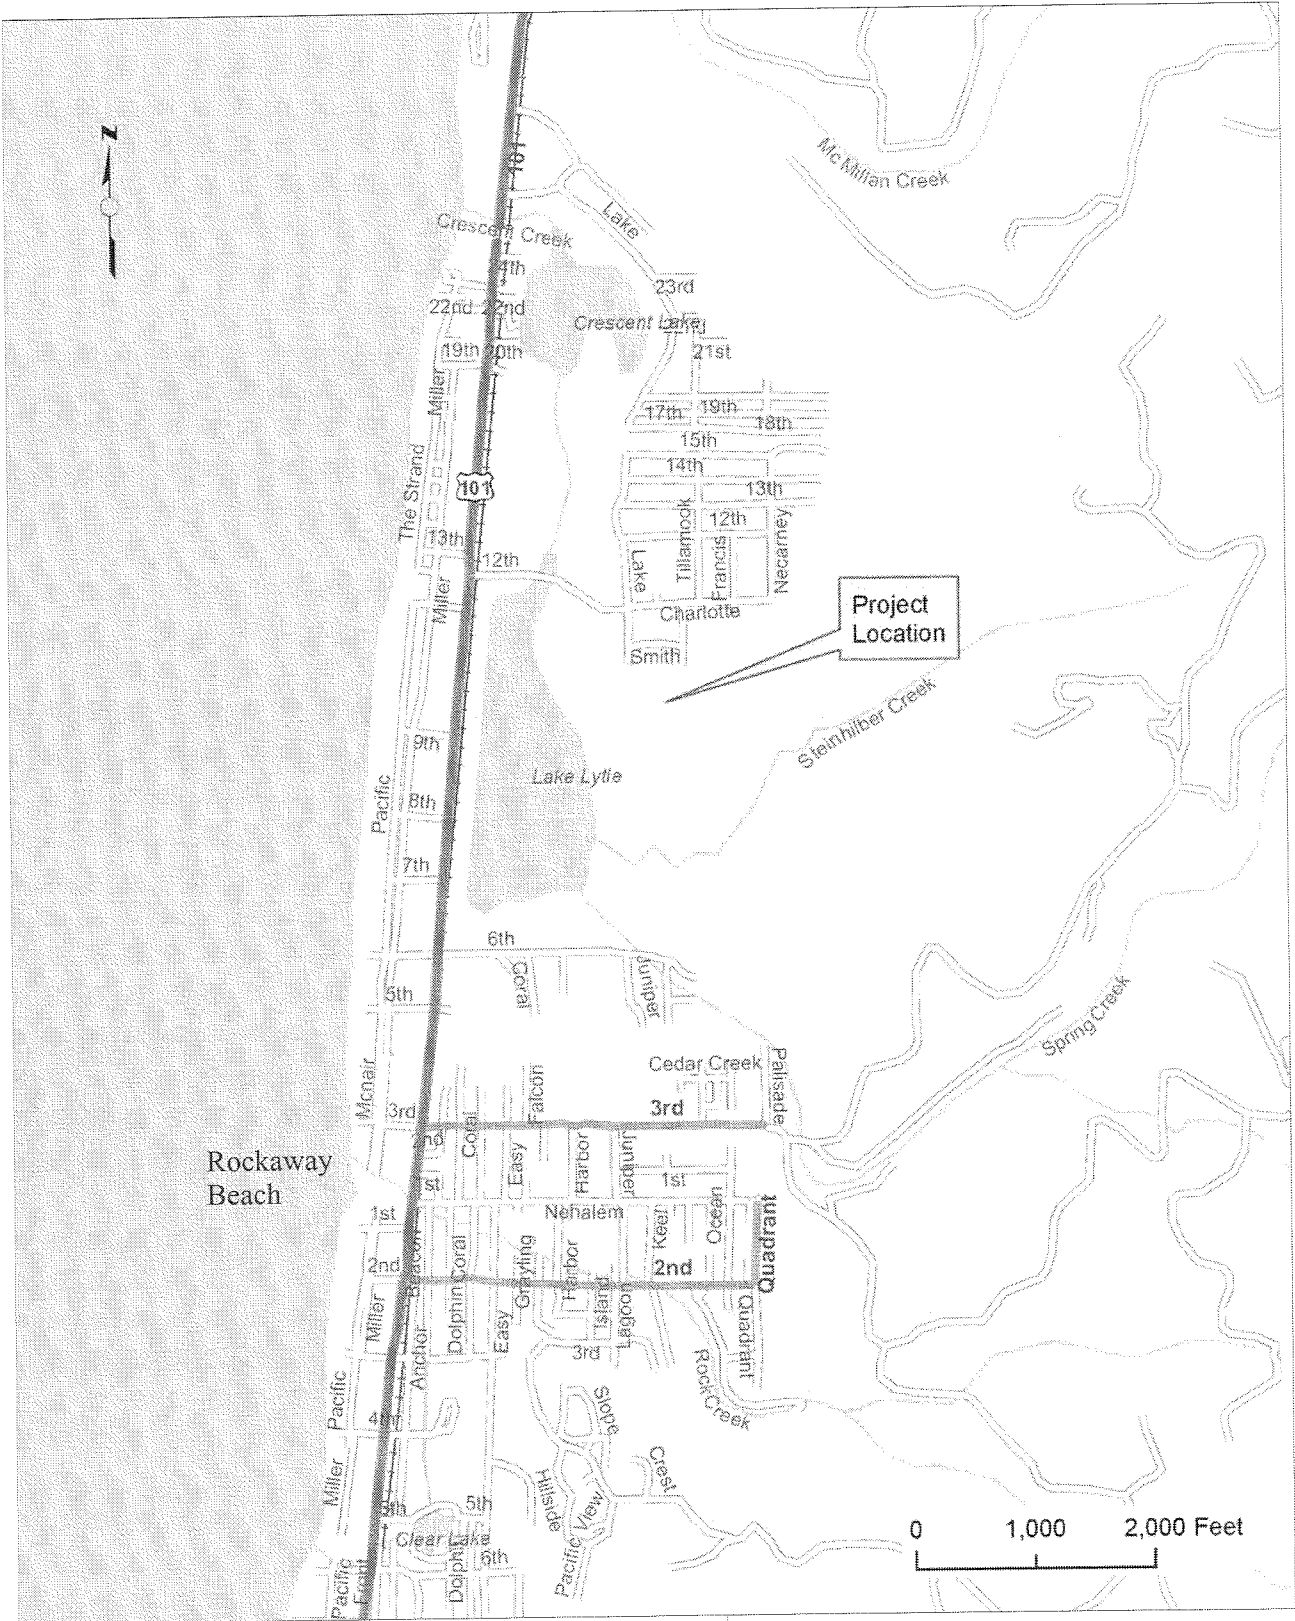 Z
101
Mc Millan Creek
Lake
Crescent Creek
23rd
22nd
22nd
Crescent Lake
19th
20th
21st
Miller
17th
19th
18th
15th
14th
The Strand
101
13th
Tillamook
12th
13th
12th
Lake
Francis
Necarney
Miller
Charlotte
Project
Location
Smith
Steinhilber Creek
9th
Lake Lytle
Pacific
8th
7th
6th
Coral
Juniper
5th
Spring Creek
Mcnair
Falcon
Cedar Creek
Palisade
3rd
3rd
Coral
Easy
Harbor
Juniper
Rockaway
Beach
1st
1st
Nehalem
Keel
Ocean
Quadrant
1st
2nd
Beacon
Grayling
Harbor
2nd
Miller
Anchor
Dolphin
Coral
Easy
Island
Lagoon
3rd
Quadrant
Rock Creek
Pacific
4th
Slope
Miller
Crest
Hillside
Pacific View
5th
5th
Clear Lake
6th
Dolphin
Pacific
Front
0 1,000 2,000 Feet